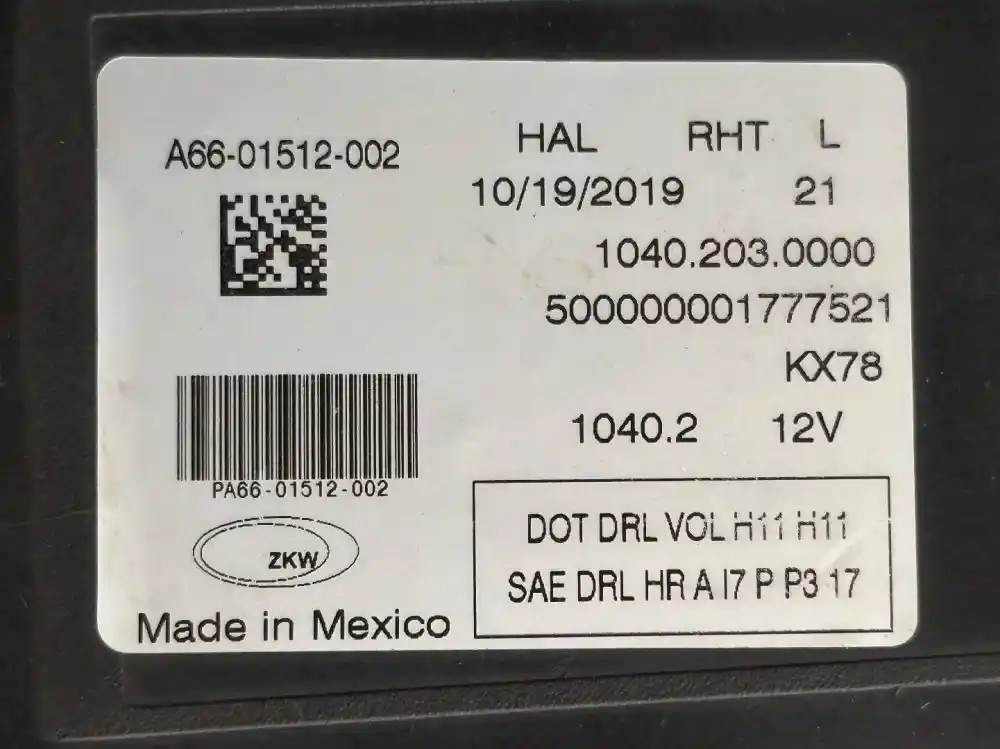 A66-01512-002
HAL RHT L
10/19/2019 21
1040.203.0000
500000001777521
KX78
1040.2 12V
PA66-01512-002
ZKW
Made in Mexico
DOT DRL VOL H11 H11
SAE DRL HR A I7 P P3 17